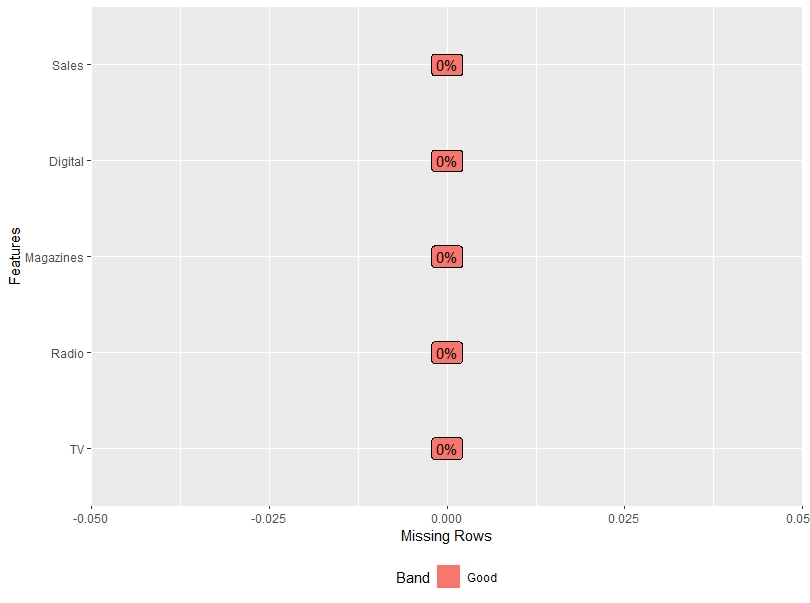 Features
Sales
0%
Digital
0%
Magazines
0%
Radio
0%
TV
0%
-0.050
-0.025
0.000
0.025
0.05
Missing Rows
Band
Good